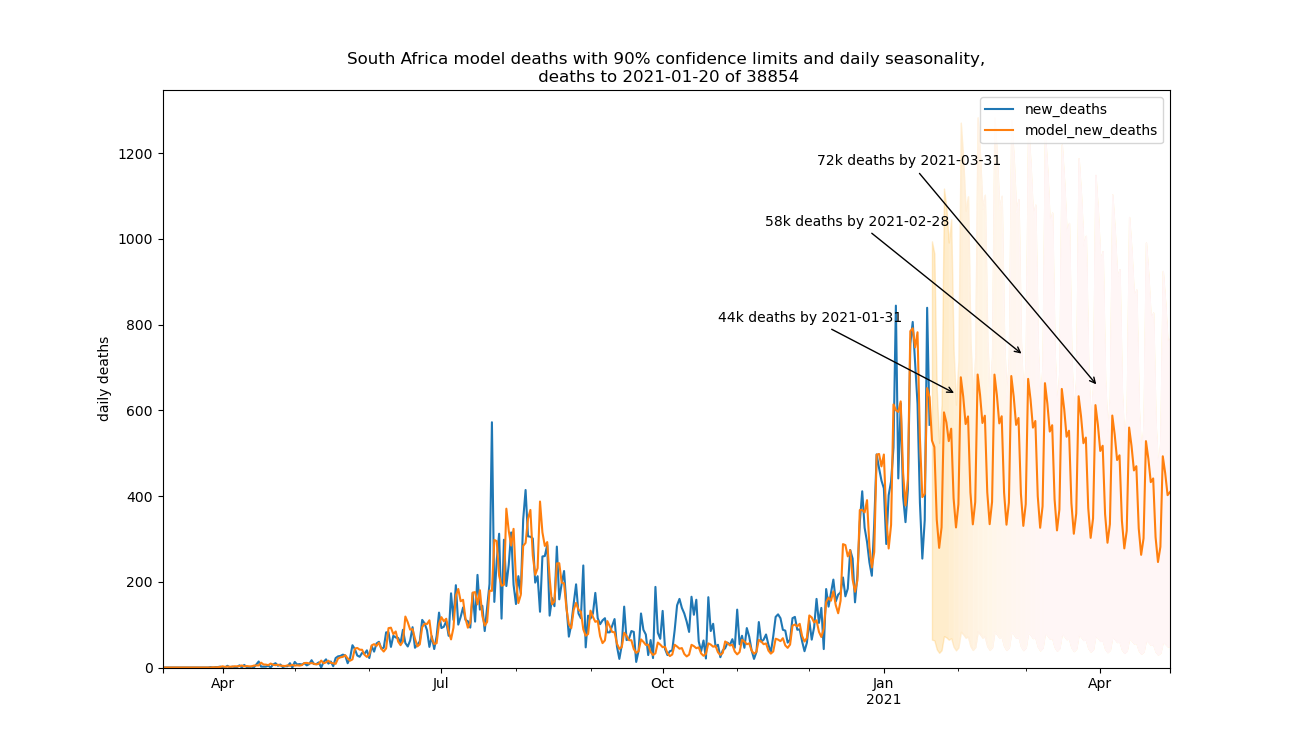 South Africa model deaths with 90% confidence limits and daily seasonality,
deaths to 2021-01-20 of 38854
new_deaths
model_new_deaths
1200
1000
800
600
400
200
0
daily deaths
72k deaths by 2021-03-31
58k deaths by 2021-02-28
44k deaths by 2021-01-31
Apr
Jul
Oct
Jan
2021
Apr